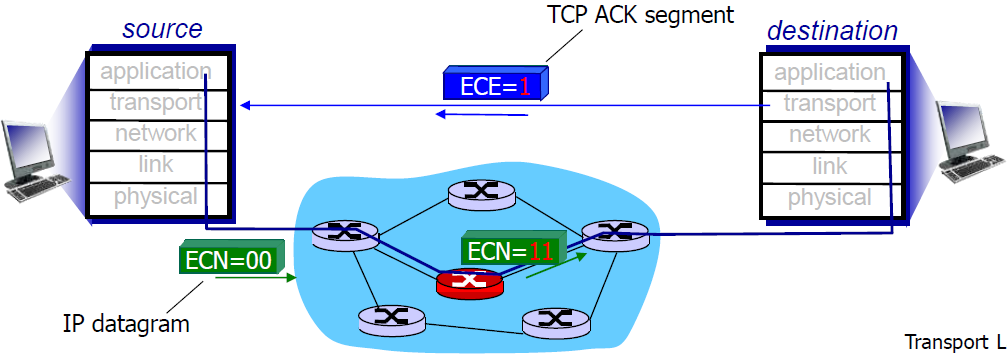 TCP ACK segment
source
destination
application
transport
network
link
physical
ECE=1
application
transport
network
link
physical
ECN=00
ECN=11
IP datagram
Transport L